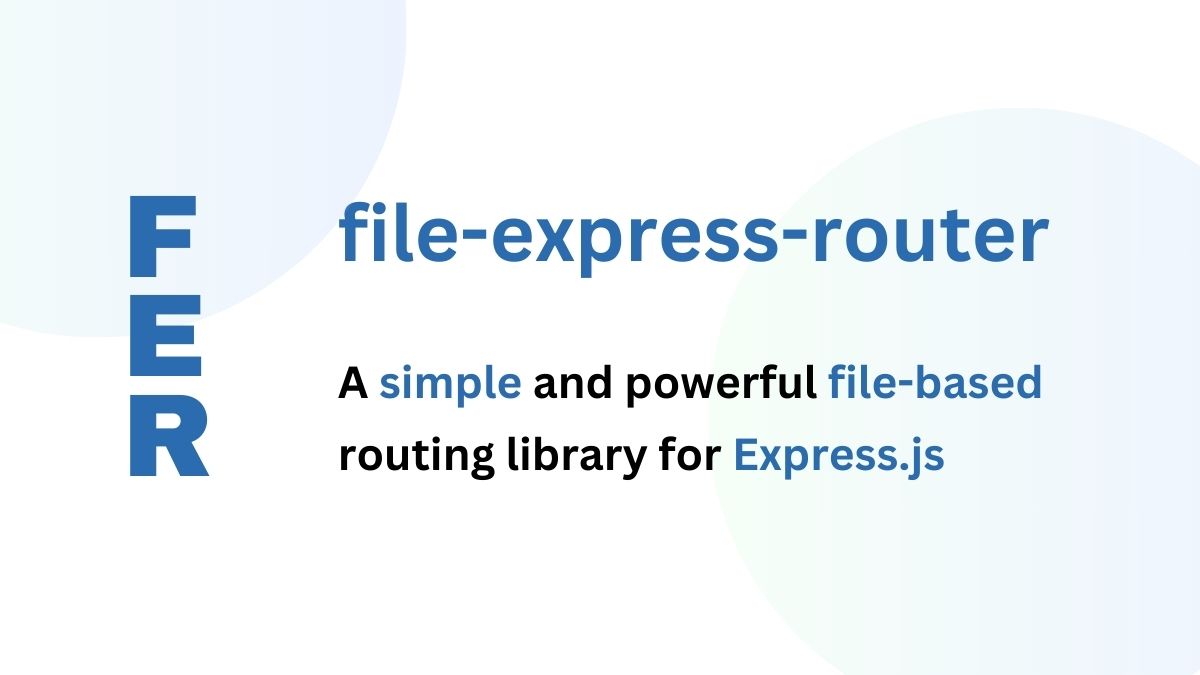 F
E
R
file-express-router
A simple and powerful file-based
routing library for Express.js